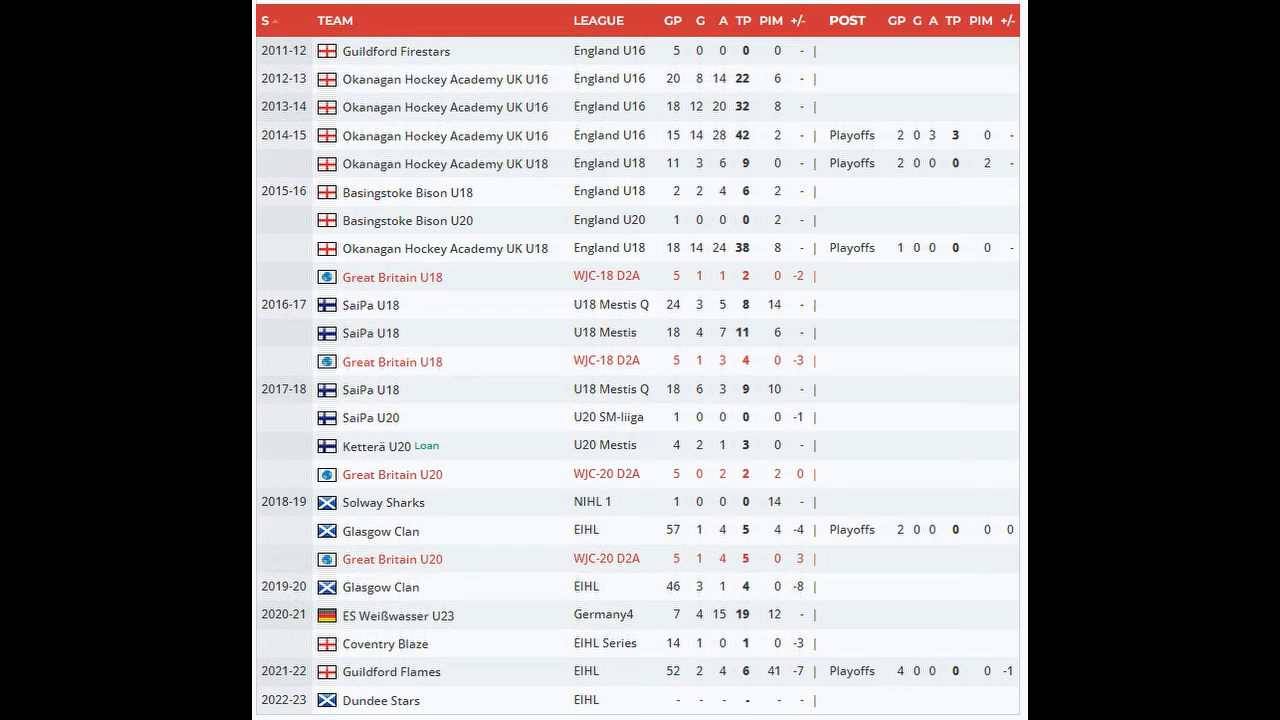 S TEAM LEAGUE GP G A TP PIM +/- POST GP G A TP PIM +/-
2011-12 Guildford Firestars England U16 5 0 0 0 0 - |
2012-13 Okanagan Hockey Academy UK U16 England U16 20 8 14 22 6 - |
2013-14 Okanagan Hockey Academy UK U16 England U16 18 12 20 32 8 - |
2014-15 Okanagan Hockey Academy UK U16 England U16 15 14 28 42 2 - | Playoffs 2 0 3 3 0 -
Okanagan Hockey Academy UK U18 England U18 11 3 6 9 0 - | Playoffs 2 0 0 0 2 -
2015-16 Basingstoke Bison U18 England U18 2 2 4 6 2 - |
Basingstoke Bison U20 England U20 1 0 0 0 2 - |
Okanagan Hockey Academy UK U18 England U18 18 14 24 38 8 - | Playoffs 1 0 0 0 0 -
Great Britain U18 WJC-18 D2A 5 1 1 2 0 -2 |
2016-17 SaiPa U18 U18 Mestis Q 24 3 5 8 14 - |
SaiPa U18 U18 Mestis 18 4 7 11 6 - |
Great Britain U18 WJC-18 D2A 5 1 3 4 0 -3 |
2017-18 SaiPa U18 U18 Mestis Q 18 6 3 9 10 - |
SaiPa U20 U20 SM-liiga 1 0 0 0 0 -1 |
Ketterä U20 Loan U20 Mestis 4 2 1 3 0 - |
Great Britain U20 WJC-20 D2A 5 0 2 2 2 0 |
2018-19 Solway Sharks NIHL 1 1 0 0 0 14 - |
Glasgow Clan EIHL 57 1 4 5 4 -4 | Playoffs 2 0 0 0 0 0
Great Britain U20 WJC-20 D2A 5 1 4 5 0 3 |
2019-20 Glasgow Clan EIHL 46 3 1 4 0 -8 |
2020-21 ES Weißwasser U23 Germany4 7 4 15 19 12 - |
Coventry Blaze EIHL Series 14 1 0 1 0 -3 |
2021-22 Guildford Flames EIHL 52 2 4 6 41 -7 | Playoffs 4 0 0 0 0 -1
2022-23 Dundee Stars EIHL - - - - - - |